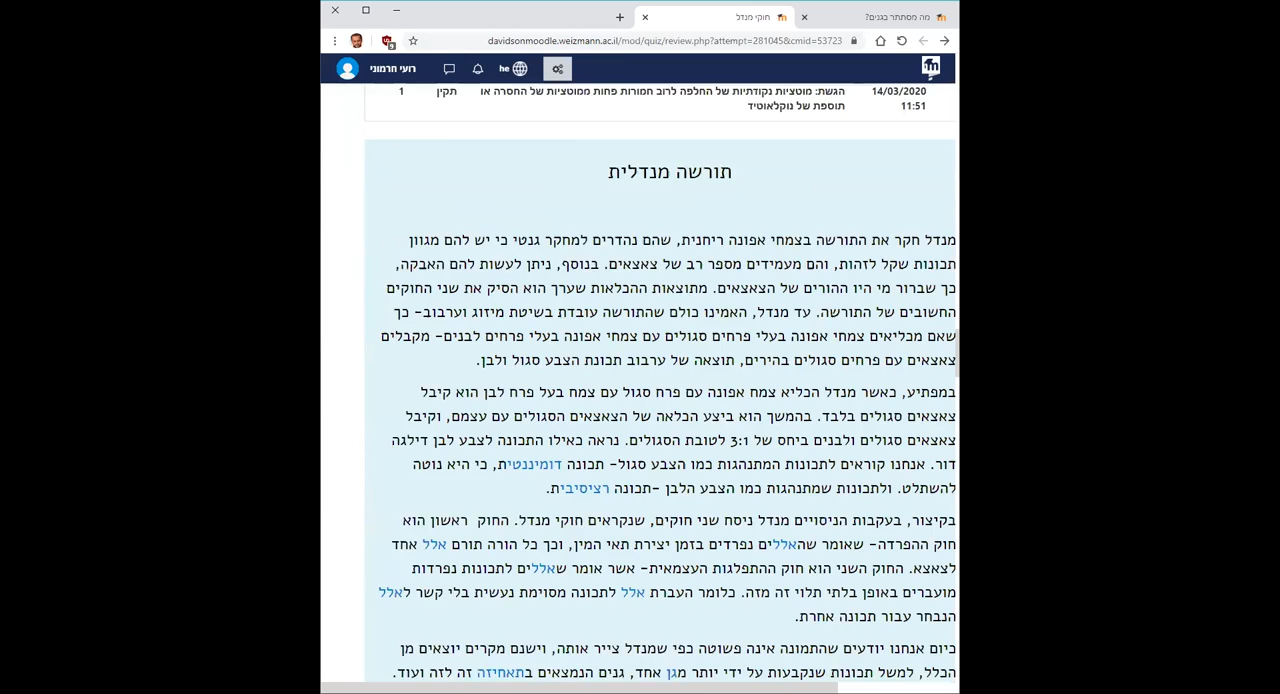 מה מסתתר בגנים?
חוקי מנדל
davidsonmoodle.weizmann.ac.il/mod/quiz/review.php?attempt=281045&cmid=53723
he
רועי חרמוני
14/03/2020 הגשת: מוטציות נקודתיות של החלפה לרוב חמורות פחות ממוטציות של החסרה או תקין 1
11:51 תוספת של נוקלאוטיד
תורשה מנדלית
מנדל חקר את התורשה בצמחי אפונה ריחנית, שהם נהדרים למחקר גנטי כי יש להם מגוון
תכונות שקל לזהות, והם מעמידים מספר רב של צאצאים. בנוסף, ניתן לעשות להם האבקה,
כך שברור מי היו ההורים של הצאצאים. מתוצאות ההכלאות שערך הוא הסיק את שני החוקים
החשובים של התורשה. עד מנדל, האמינו כולם שהתורשה עובדת בשיטת מיזוג וערבוב- כך
שאם מכליאים צמחי אפונה בעלי פרחים סגולים עם צמחי אפונה בעלי פרחים לבנים- מקבלים
צאצאים עם פרחים סגולים בהירים, תוצאה של ערבוב תכונת הצבע סגול ולבן.
במפתיע, כאשר מנדל הכליא צמח אפונה עם פרח סגול עם צמח בעל פרח לבן הוא קיבל
צאצאים סגולים בלבד. בהמשך הוא ביצע הכלאה של הצאצאים הסגולים עם עצמם, וקיבל
צאצאים סגולים ולבנים ביחס של 3:1 לטובת הסגולים. נראה כאילו התכונה לצבע לבן דילגה
דור. אנחנו קוראים לתכונות המתנהגות כמו הצבע סגול- תכונה דומיננטית, כי היא נוטה
להשתלט. ולתכונות שמתנהגות כמו הצבע הלבן -תכונה רציסיבית.
בקיצור, בעקבות הניסויים מנדל ניסח שני חוקים, שנקראים חוקי מנדל. החוק ראשון הוא
חוק ההפרדה- שאומר שהאללים נפרדים בזמן יצירת תאי המין, וכך כל הורה תורם אלל אחד
לצאצא. החוק השני הוא חוק ההתפלגות העצמאית- אשר אומר שאללים לתכונות נפרדות
מועברים באופן בלתי תלוי זה מזה. כלומר העברת אלל לתכונה מסוימת נעשית בלי קשר לאלל
הנבחר עבור תכונה אחרת.
כיום אנחנו יודעים שהתמונה אינה פשוטה כפי שמנדל צייר אותה, וישנם מקרים יוצאים מן
הכלל, למשל תכונות שנקבעות על ידי יותר מגן אחד, גנים הנמצאים בתאחיזה זה לזה ועוד.